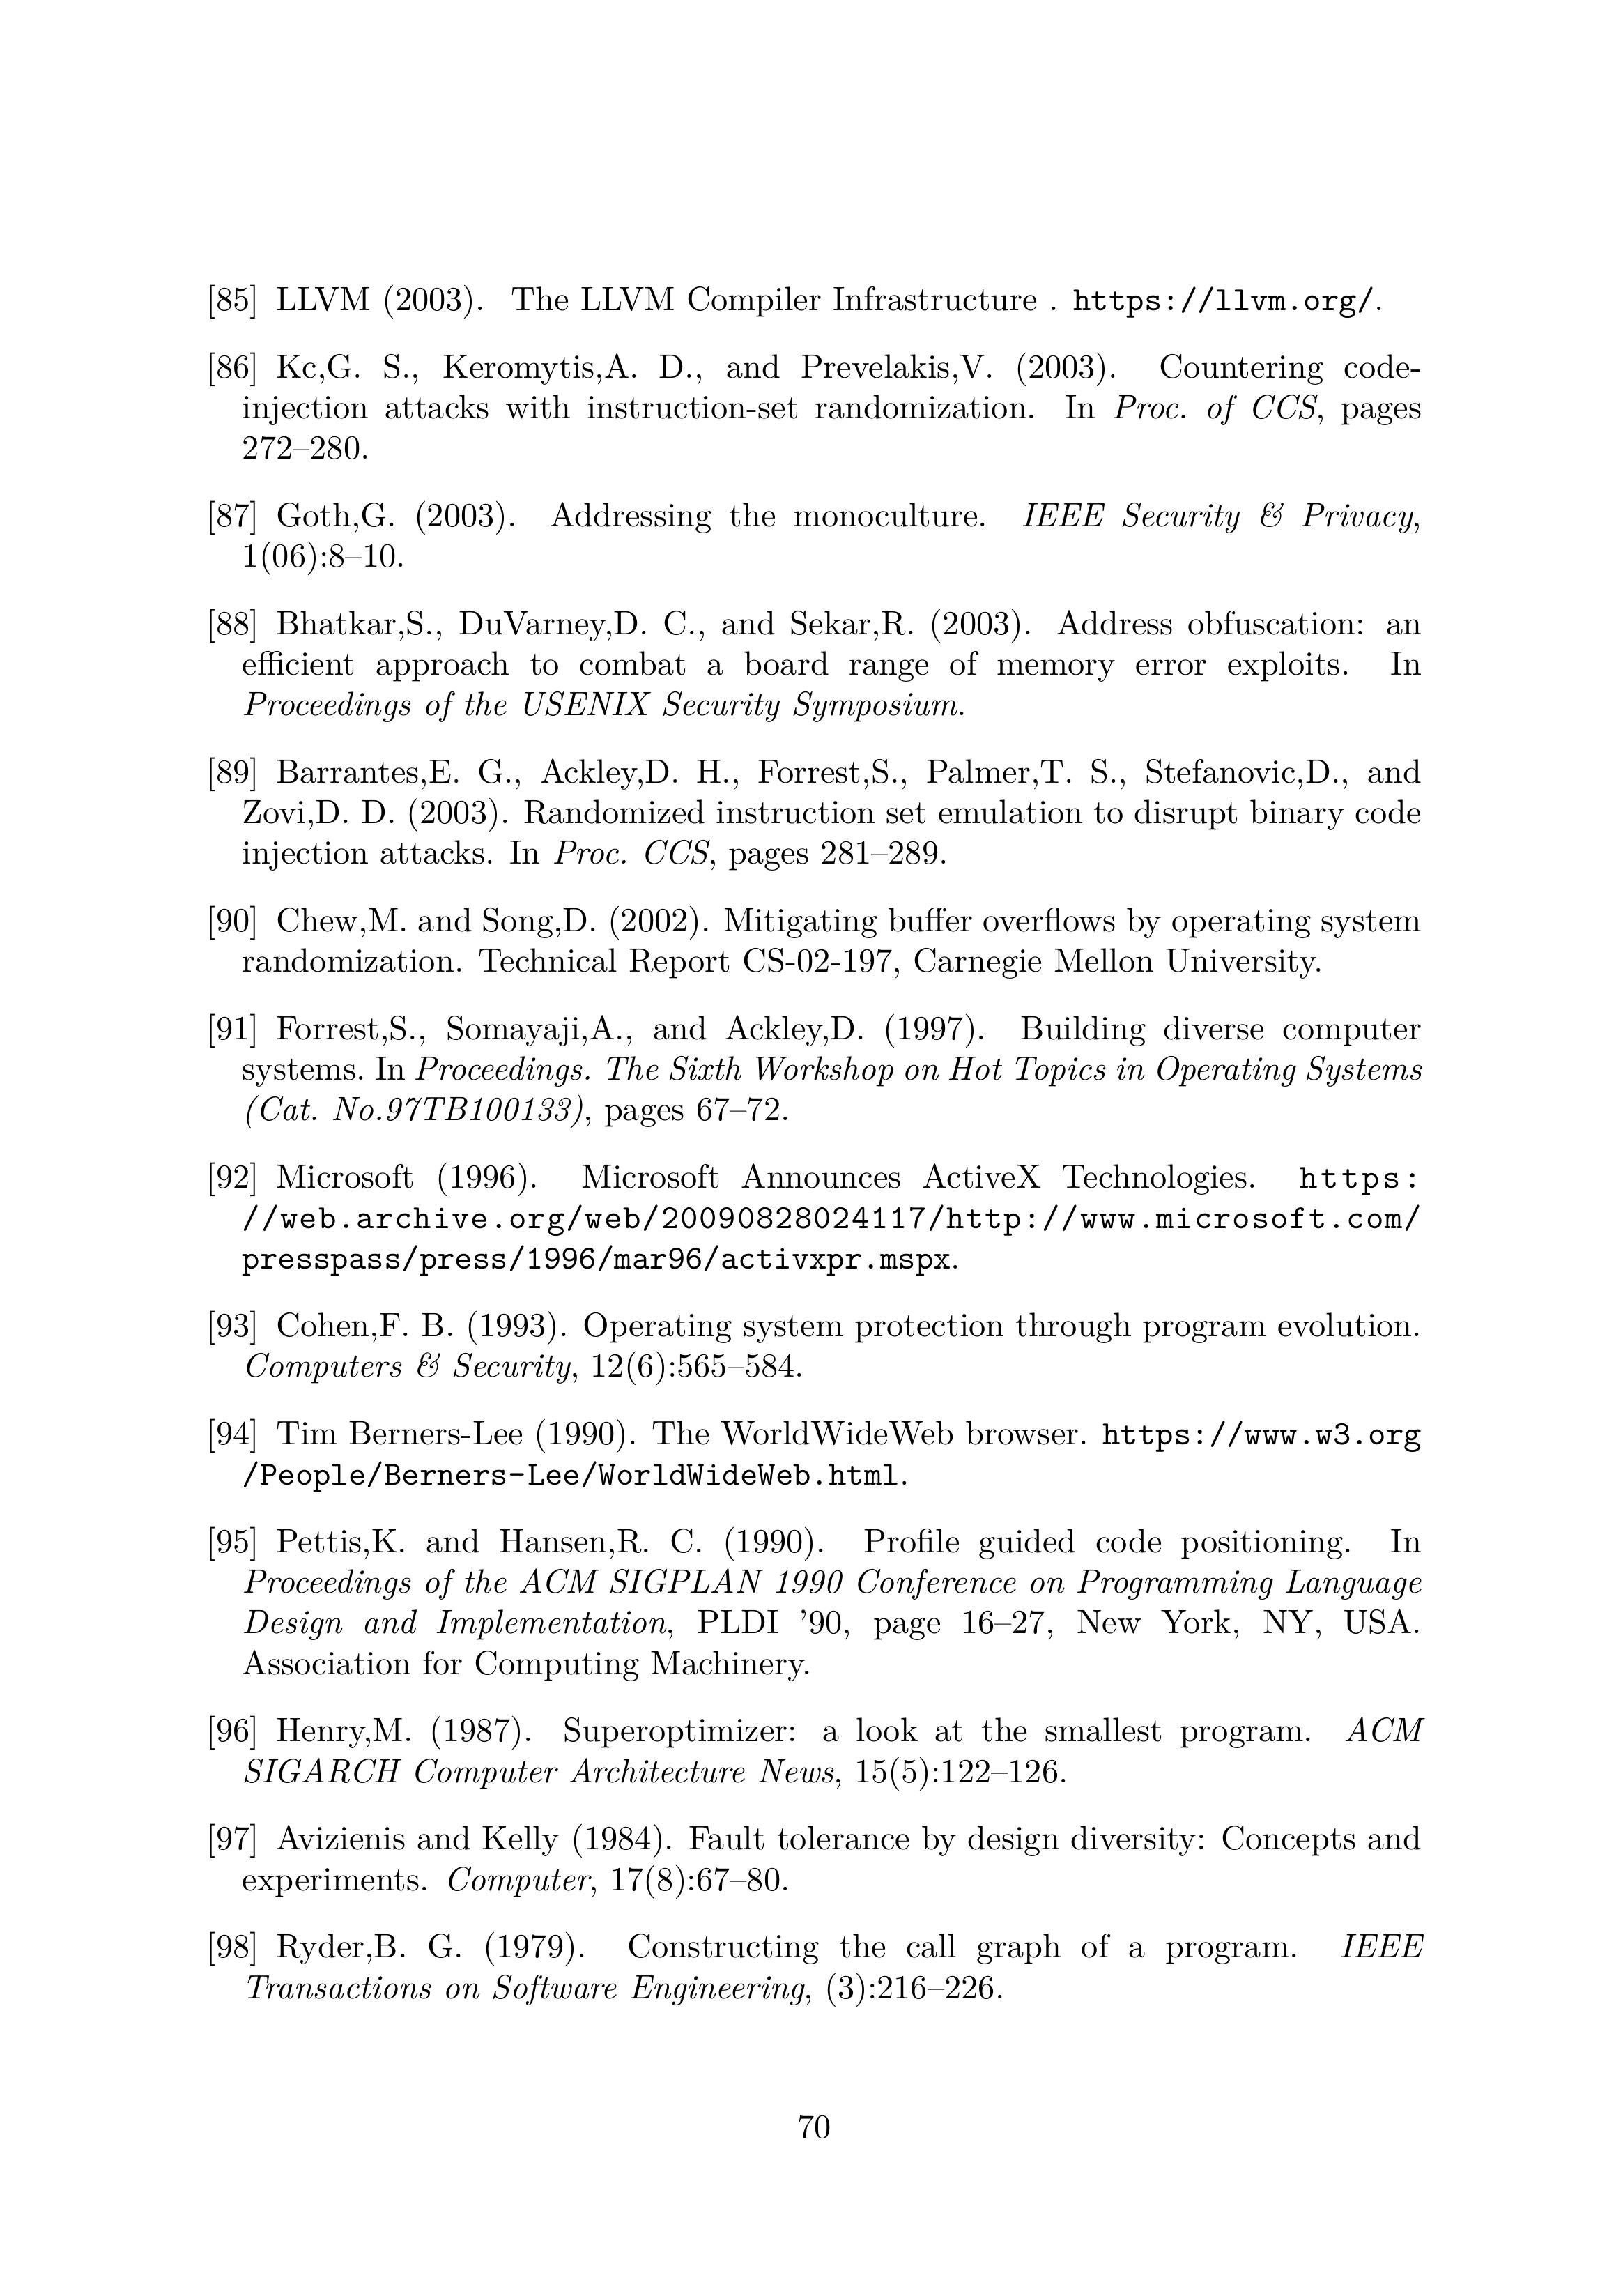 [85] LLVM (2003). The LLVM Compiler Infrastructure . https://llvm.org/.
[86] Kc,G. S., Keromytis,A. D., and Prevelakis,V. (2003). Countering code-
injection attacks with instruction-set randomization. In Proc. of CCS, pages
272–280.
[87] Goth,G. (2003). Addressing the monoculture. IEEE Security & Privacy,
1(06):8–10.
[88] Bhatkar,S., DuVarney,D. C., and Sekar,R. (2003). Address obfuscation: an
efficient approach to combat a board range of memory error exploits. In
Proceedings of the USENIX Security Symposium.
[89] Barrantes,E. G., Ackley,D. H., Forrest,S., Palmer,T. S., Stefanovic,D., and
Zovi,D. D. (2003). Randomized instruction set emulation to disrupt binary code
injection attacks. In Proc. CCS, pages 281–289.
[90] Chew,M. and Song,D. (2002). Mitigating buffer overflows by operating system
randomization. Technical Report CS-02-197, Carnegie Mellon University.
[91] Forrest,S., Somayaji,A., and Ackley,D. (1997). Building diverse computer
systems. In Proceedings. The Sixth Workshop on Hot Topics in Operating Systems
(Cat. No.97TB100133), pages 67–72.
[92] Microsoft (1996). Microsoft Announces ActiveX Technologies. https:
//web.archive.org/web/20090828024117/http://www.microsoft.com/
presspass/press/1996/mar96/activxpr.mspx.
[93] Cohen,F. B. (1993). Operating system protection through program evolution.
Computers & Security, 12(6):565–584.
[94] Tim Berners-Lee (1990). The WorldWideWeb browser. https://www.w3.org
/People/Berners-Lee/WorldWideWeb.html.
[95] Pettis,K. and Hansen,R. C. (1990). Profile guided code positioning. In
Proceedings of the ACM SIGPLAN 1990 Conference on Programming Language
Design and Implementation, PLDI ’90, page 16–27, New York, NY, USA.
Association for Computing Machinery.
[96] Henry,M. (1987). Superoptimizer: a look at the smallest program. ACM
SIGARCH Computer Architecture News, 15(5):122–126.
[97] Avizienis and Kelly (1984). Fault tolerance by design diversity: Concepts and
experiments. Computer, 17(8):67–80.
[98] Ryder,B. G. (1979). Constructing the call graph of a program. IEEE
Transactions on Software Engineering, (3):216–226.
70